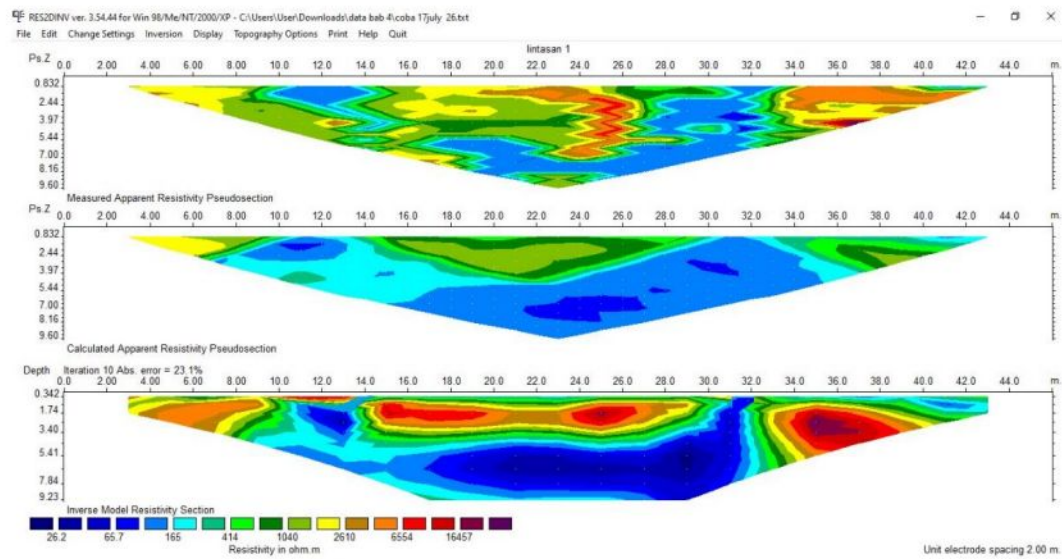 RES2DINV ver. 3.54.44 for Win 98/Me/NT/2000/XP - C:\Users\User\Downloads\data bab 4\coba 17july 26.txt
File Edit Change Settings Inversion Display Topography Options Print Help Quit
lintasan 1
Ps.Z 0.0 2.00 4.00 6.00 8.00 10.0 12.0 14.0 16.0 18.0 20.0 22.0 24.0 26.0 28.0 30.0 32.0 34.0 36.0 38.0 40.0 42.0 44.0 m.
0.832
2.44
3.97
5.44
7.00
8.16
9.60
Measured Apparent Resistivity Pseudosection
Ps.Z 0.0 2.00 4.00 6.00 8.00 10.0 12.0 14.0 16.0 18.0 20.0 22.0 24.0 26.0 28.0 30.0 32.0 34.0 36.0 38.0 40.0 42.0 44.0 m.
0.832
2.44
3.97
5.44
7.00
8.16
9.60
Calculated Apparent Resistivity Pseudosection
Depth Iteration 10 Abs. error = 23.1%
0.0 2.00 4.00 6.00 8.00 10.0 12.0 14.0 16.0 18.0 20.0 22.0 24.0 26.0 28.0 30.0 32.0 34.0 36.0 38.0 40.0 42.0 44.0 m.
0.342
1.74
3.40
5.41
7.84
9.23
Inverse Model Resistivity Section
26.2 65.7 165 414 1040 2610 6554 16457
Resistivity in ohm.m
Unit electrode spacing 2.00 m.